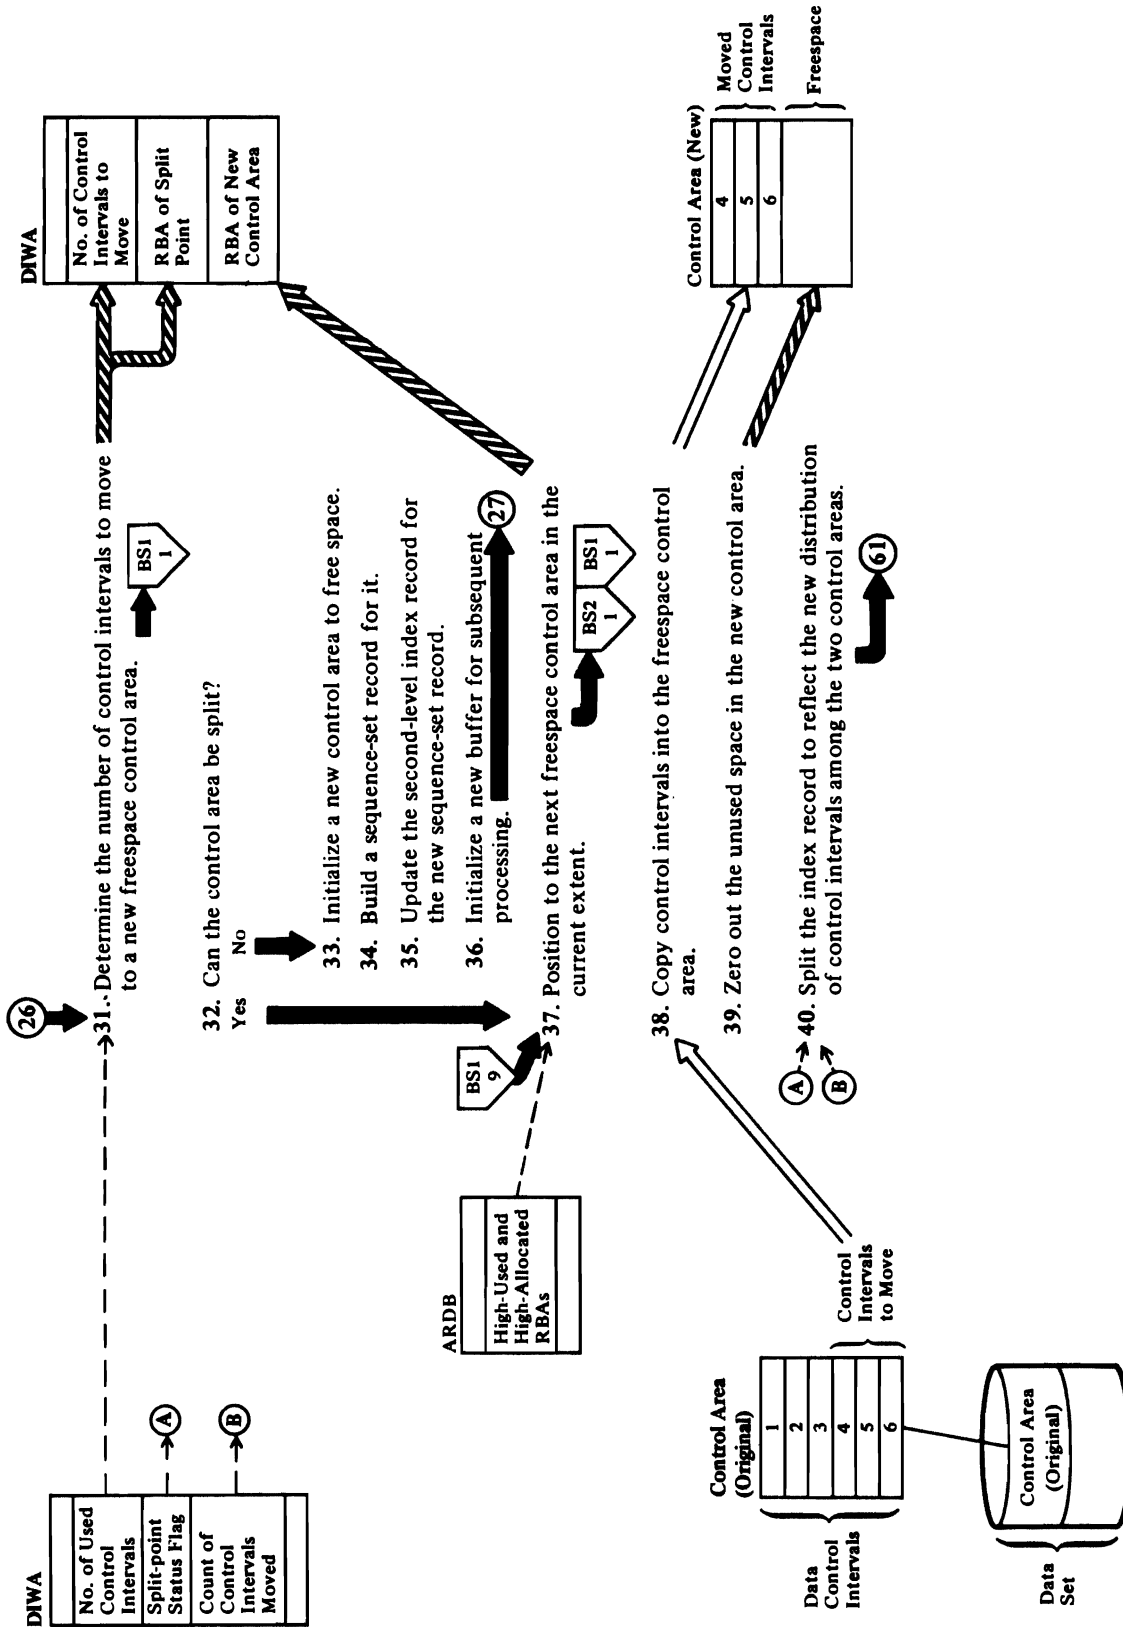 DIWA
No. of Used
Control
Intervals
Split-point
Status Flag
Count of
Control
Intervals
Moved
A
B
26
31. Determine the number of control intervals to move
to a new freespace control area.
BS1
1
32. Can the control area be split?
Yes
No
33. Initialize a new control area to free space.
34. Build a sequence-set record for it.
35. Update the second-level index record for
the new sequence-set record.
36. Initialize a new buffer for subsequent
processing.
27
DIWA
No. of Control
Intervals to
Move
RBA of Split
Point
RBA of New
Control Area
ARDB
High-Used and
High-Allocated
RBAs
BS1
9
37. Position to the next freespace control area in the
current extent.
BS2
1
BS1
1
38. Copy control intervals into the freespace control
area.
39. Zero out the unused space in the new control area.
A
B
40. Split the index record to reflect the new distribution
of control intervals among the two control areas.
61
Control Area
(Original)
Data
Control
Intervals
1
2
3
4
5
6
Control
Intervals
to Move
Data
Set
Control Area
(Original)
Control Area (New)
4
5
6
Moved
Control
Intervals
Freespace